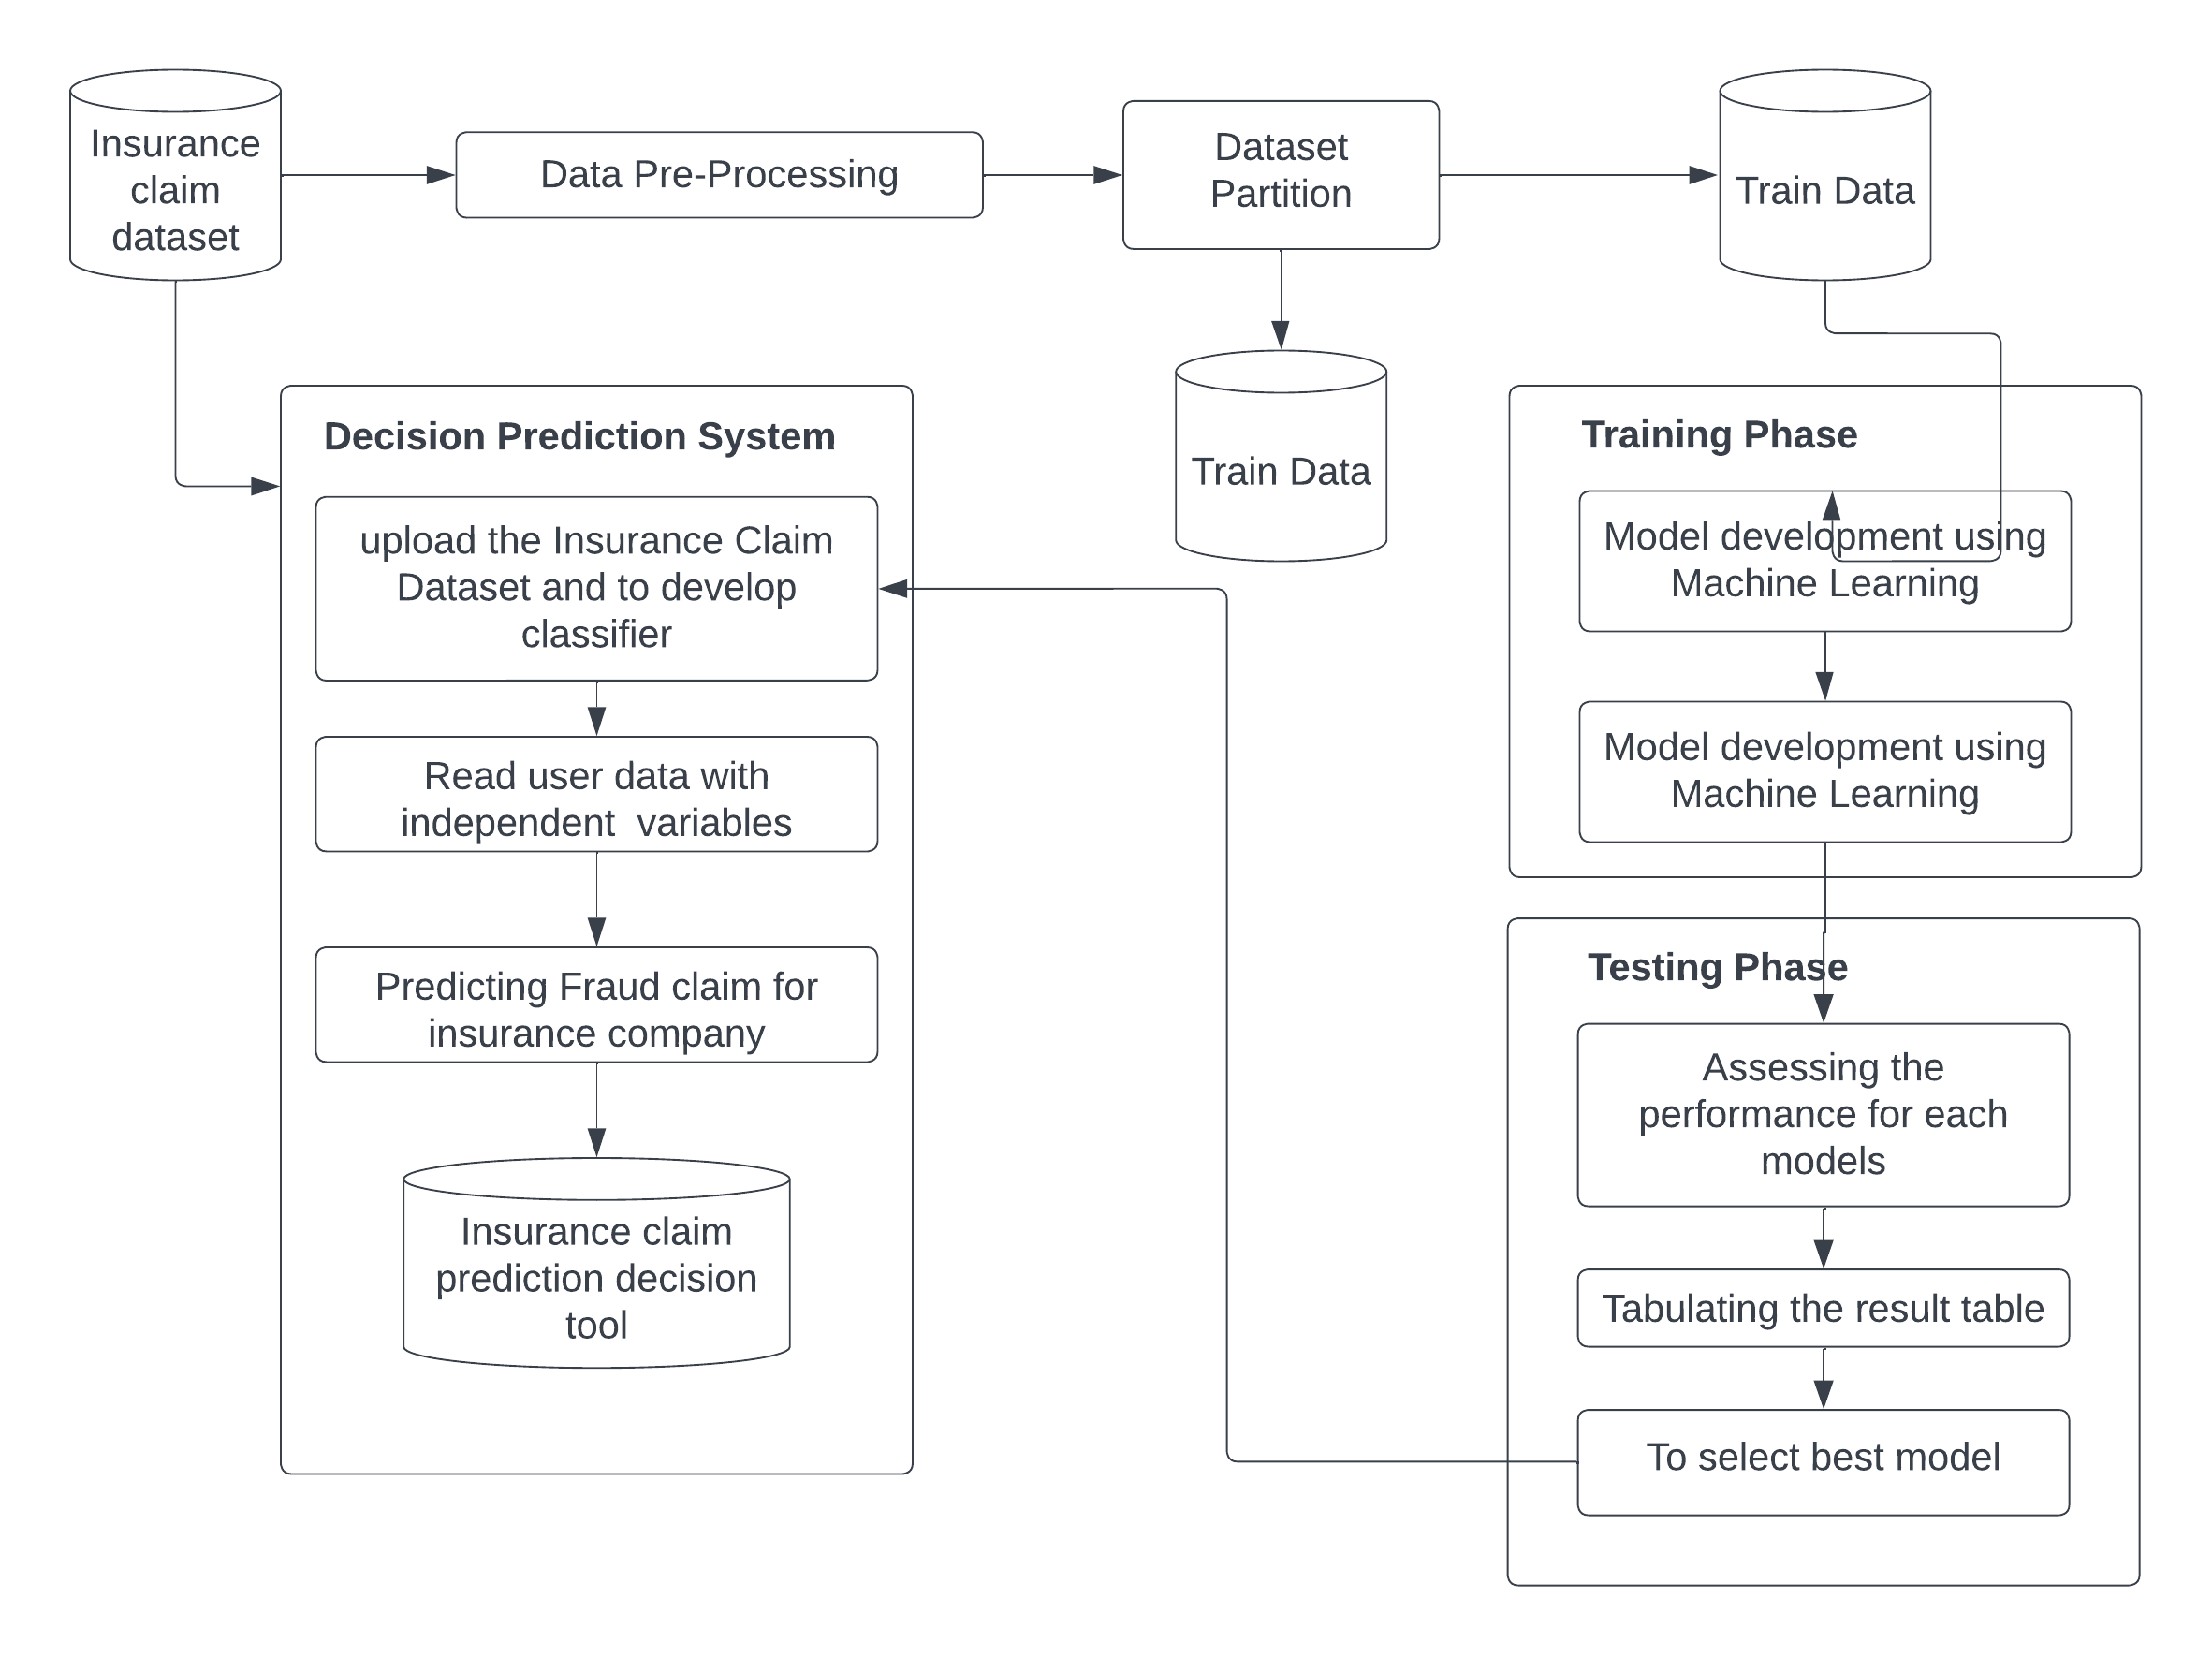 Insurance
claim
dataset
Data Pre-Processing
Dataset
Partition
Train Data
Train Data
Decision Prediction System
upload the Insurance Claim
Dataset and to develop
classifier
Read user data with
independent  variables
Predicting Fraud claim for
insurance company
Insurance claim
prediction decision
tool
Training Phase
Model development using
Machine Learning
Model development using
Machine Learning
Testing Phase
Assessing the
performance for each
models
Tabulating the result table
To select best model